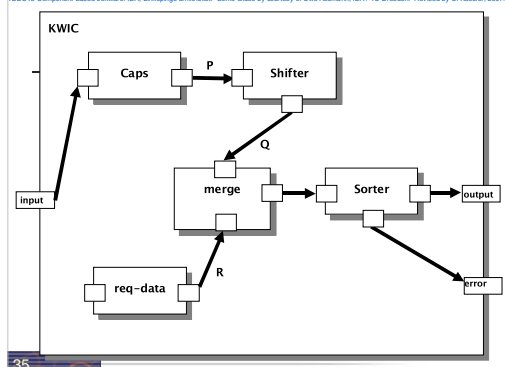 KWIC
P
Caps
Shifter
Q
merge
Sorter
input
output
R
req-data
error
35